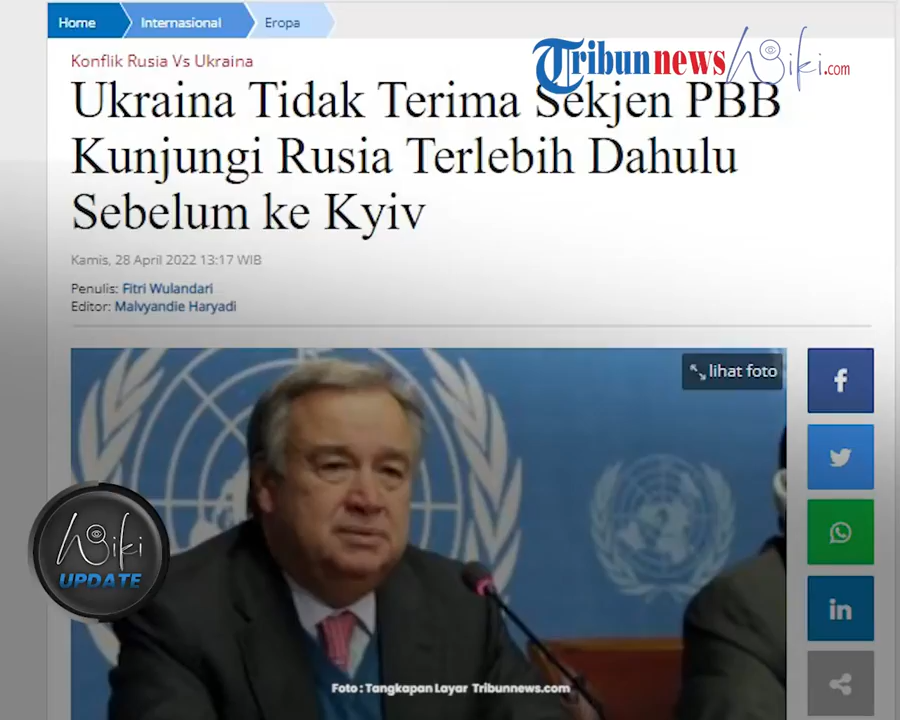 Home Internasional Eropa
Tribunnews Wiki.com
Konflik Rusia Vs Ukraina
Ukraina Tidak Terima Sekjen PBB
Kunjungi Rusia Terlebih Dahulu
Sebelum ke Kyiv
Kamis, 28 April 2022 13:17 WIB
Penulis: Fitri Wulandari
Editor: Malvyandie Haryadi
lihat foto
Wiki
UPDATE
Foto : Tangkapan Layar Tribunnews.com